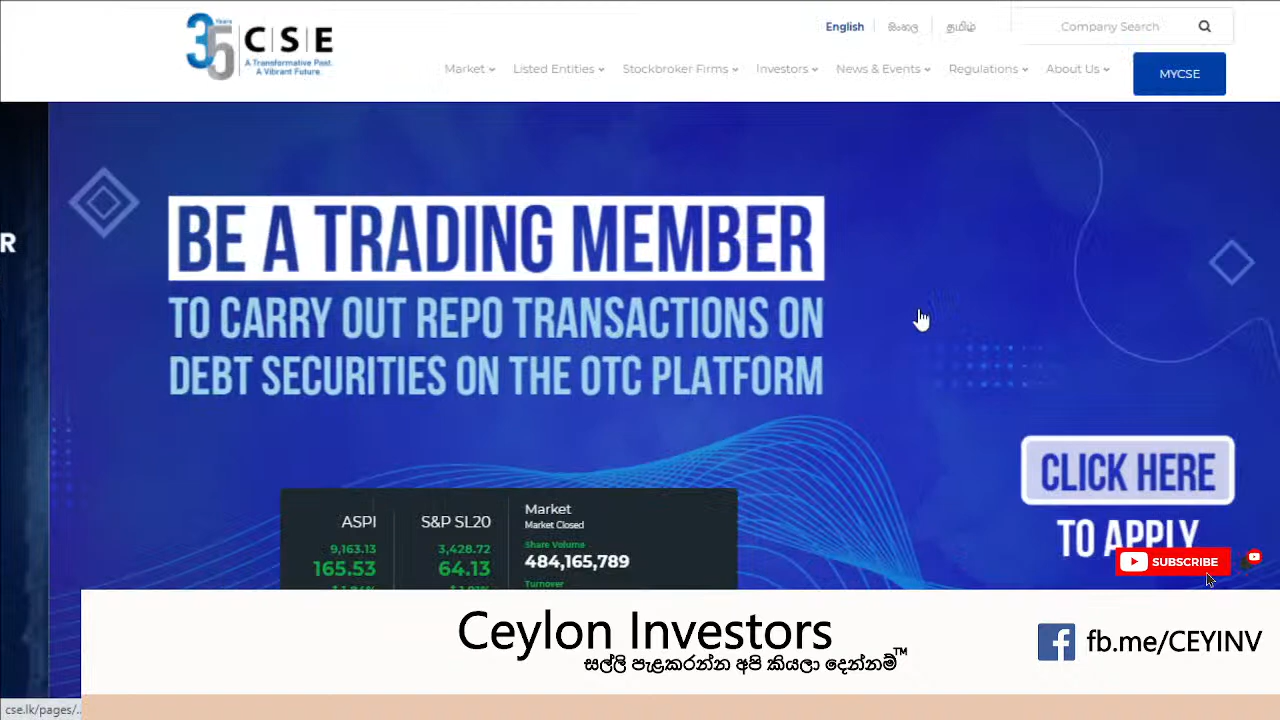 35 Years
C S E
A Transformative Past.
A Vibrant Future.
English සිංහල தமிழ்
Company Search
Market Listed Entities Stockbroker Firms Investors News & Events Regulations About Us
MYCSE
R
BE A TRADING MEMBER
TO CARRY OUT REPO TRANSACTIONS ON
DEBT SECURITIES ON THE OTC PLATFORM
CLICK HERE
TO APPLY
ASPI
9,163.13
165.53
S&P SL20
3,428.72
64.13
Market
Market Closed
Share Volume
484,165,789
Turnover
SUBSCRIBE
Ceylon Investors
සල්ලි පැළකරන්න අපි කියලා දෙන්නම් ™
fb.me/CEYINV
cse.lk/pages/...